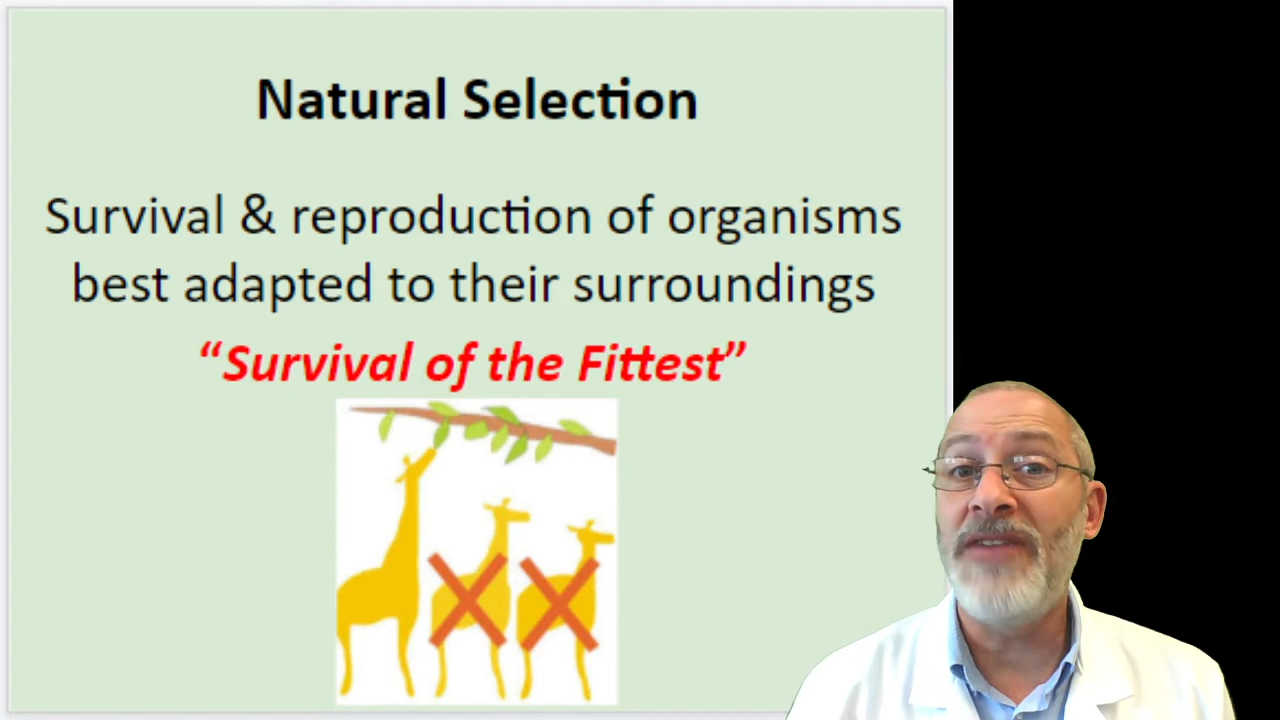 Natural Selection
Survival & reproduction of organisms
best adapted to their surroundings
“Survival of the Fittest”